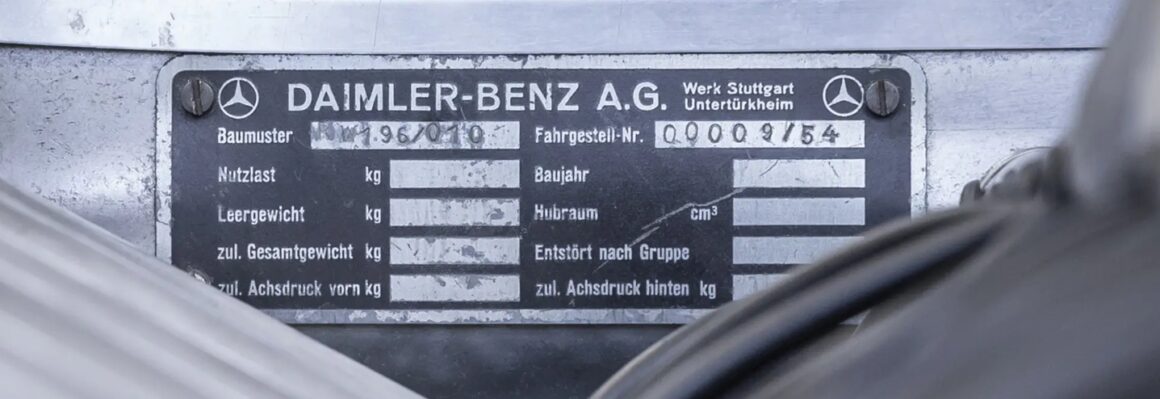 DAIMLER-BENZ A.G. Werk Stuttgart
Untertürkheim
Baumuster W196/010 Fahrgestell-Nr. 00009/54
Nutzlast kg Baujahr
Leergewicht kg Hubraum cm³
zul. Gesamtgewicht kg Entstört nach Gruppe
zul. Achsdruck vorn kg zul. Achsdruck hinten kg